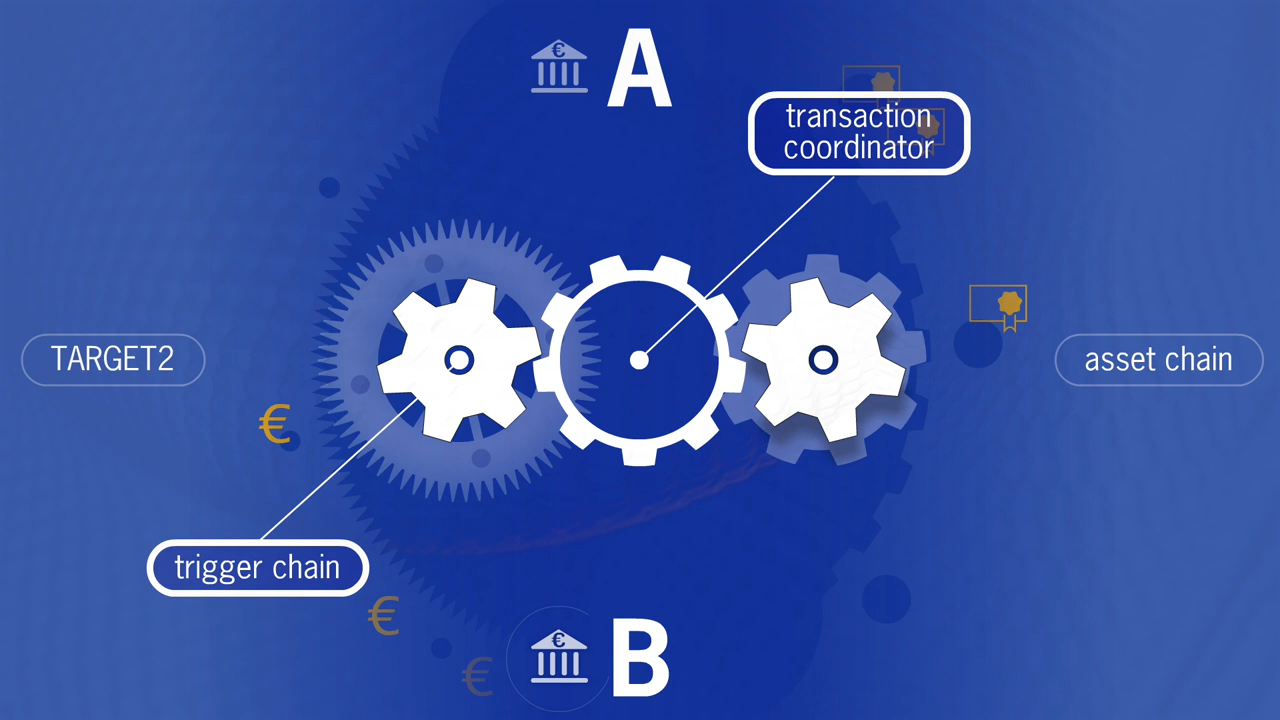 € A
transaction
coordinator
TARGET2
asset chain
€
trigger chain
€
€ B
€